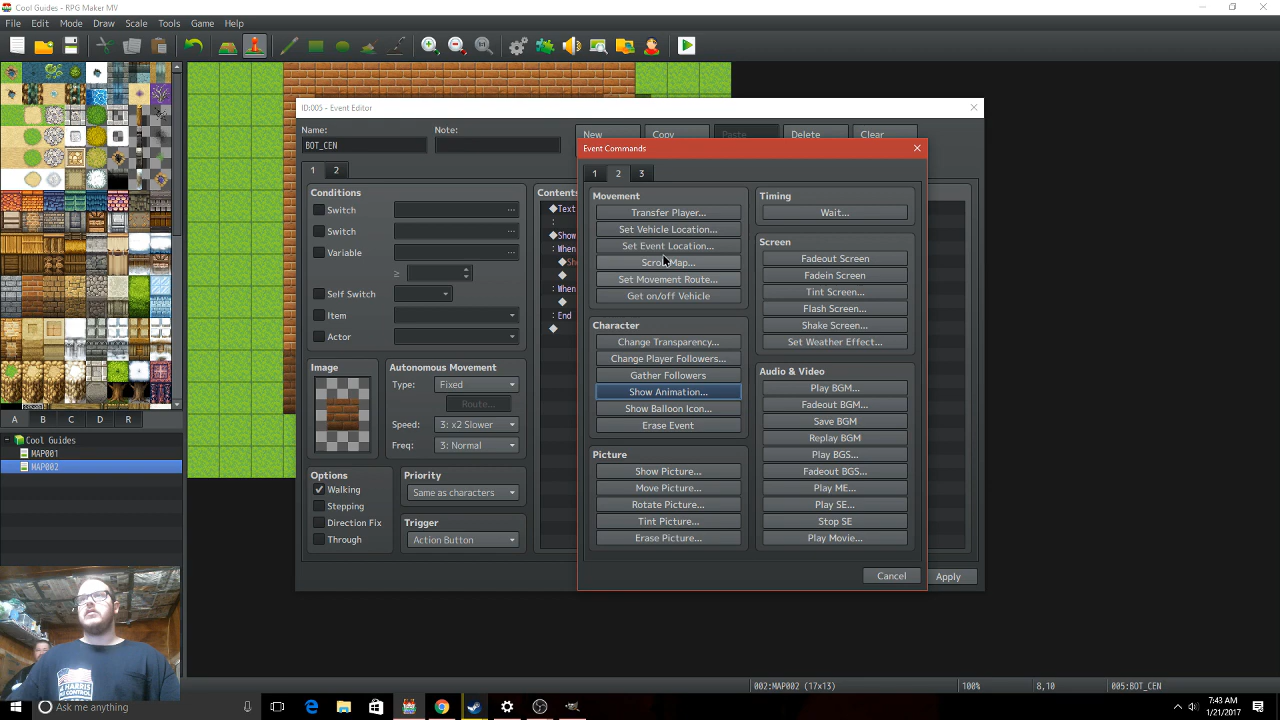 Cool Guides - RPG Maker MV
File Edit Mode Draw Scale Tools Game Help
ID:005 - Event Editor
Name: Note:
BOT_CEN
New Copy Paste Delete Clear
1 2
Conditions
Switch ...
Switch ...
Variable ...
≥
Self Switch
Item
Actor
Image
Autonomous Movement
Type: Fixed
Route...
Speed: 3: x2 Slower
Freq: 3: Normal
Options
Walking
Stepping
Direction Fix
Through
Priority
Same as characters
Trigger
Action Button
Contents
◆Text
:
◆Show
: When
◆Sho
◆
: When
◆
: End
◆
Apply
Event Commands
1 2 3
Movement
Transfer Player...
Set Vehicle Location...
Set Event Location...
Scroll Map...
Set Movement Route...
Get on/off Vehicle
Character
Change Transparency...
Change Player Followers...
Gather Followers
Show Animation...
Show Balloon Icon...
Erase Event
Picture
Show Picture...
Move Picture...
Rotate Picture...
Tint Picture...
Erase Picture...
Timing
Wait...
Screen
Fadeout Screen
Fadein Screen
Tint Screen...
Flash Screen...
Shake Screen...
Set Weather Effect...
Audio & Video
Play BGM...
Fadeout BGM...
Save BGM
Replay BGM
Play BGS...
Fadeout BGS...
Play ME...
Play SE...
Stop SE
Play Movie...
Cancel
A B C D R
Cool Guides
MAP001
MAP002
002:MAP002 (17x13) 100% 8,10 005:BOT_CEN
Ask me anything
7:43 AM
1/21/2017